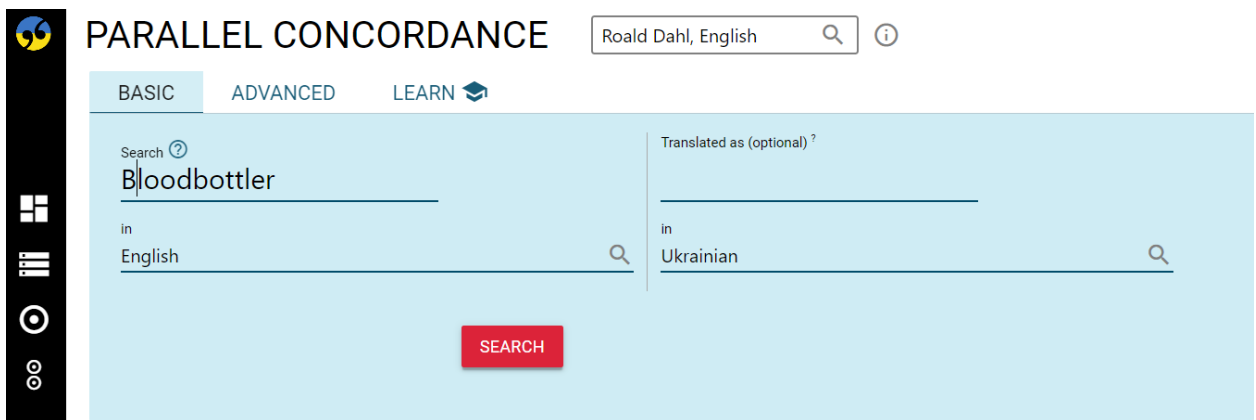 PARALLEL CONCORDANCE
Roald Dahl, English
BASIC ADVANCED LEARN
Search ?
Translated as (optional) ?
Bloodbottler
in
in
English
Ukrainian
SEARCH